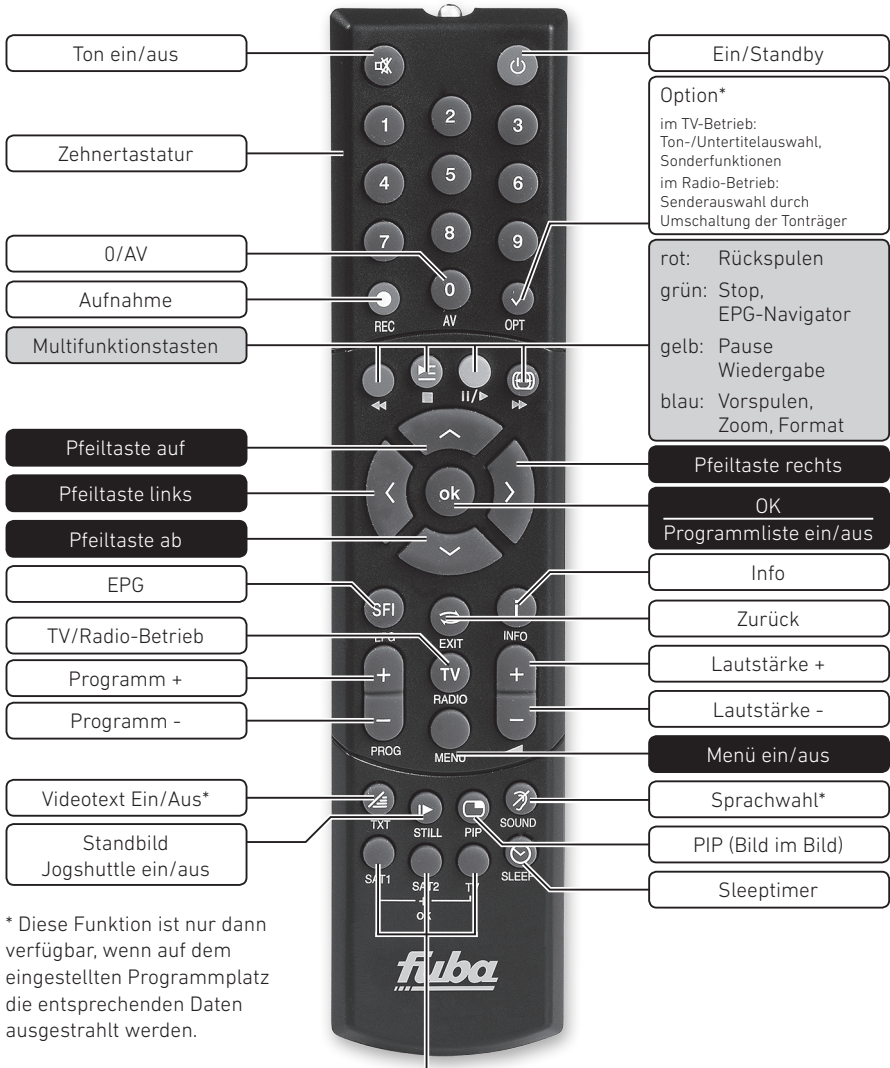 Ton ein/aus
Zehnertastatur
0/AV
Aufnahme
Multifunktionstasten
Pfeiltaste auf
Pfeiltaste links
Pfeiltaste ab
EPG
TV/Radio-Betrieb
Programm +
Programm -
Videotext Ein/Aus*
Standbild
Jogshuttle ein/aus
* Diese Funktion ist nur dann
verfügbar, wenn auf dem
eingestellten Programmplatz
die entsprechenden Daten
ausgestrahlt werden.
1 2 3
4 5 6
7 8 9
0
REC AV OPT
II/▶
ok
SFI i
EPG EXIT INFO
+ TV +
RADIO
- -
PROG MENU
TXT STILL PIP SOUND
SAT1 SAT2 TV SLEEP
+
ok
fuba
Ein/Standby
Option*
im TV-Betrieb:
Ton-/Untertitelauswahl,
Sonderfunktionen
im Radio-Betrieb:
Senderauswahl durch
Umschaltung der Tonträger
rot: Rückspulen
grün: Stop,
EPG-Navigator
gelb: Pause
Wiedergabe
blau: Vorspulen,
Zoom, Format
Pfeiltaste rechts
OK
Programmliste ein/aus
Info
Zurück
Lautstärke +
Lautstärke -
Menü ein/aus
Sprachwahl*
PIP (Bild im Bild)
Sleeptimer